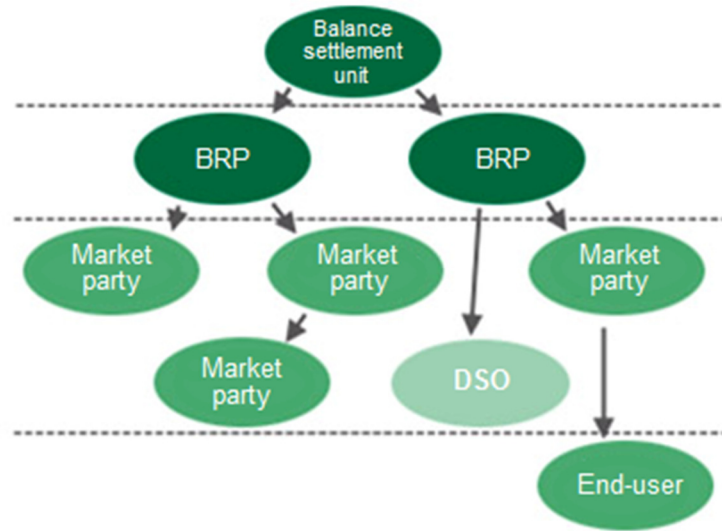 Balance
settlement
unit
BRP
BRP
Market
party
Market
party
Market
party
Market
party
DSO
End-user